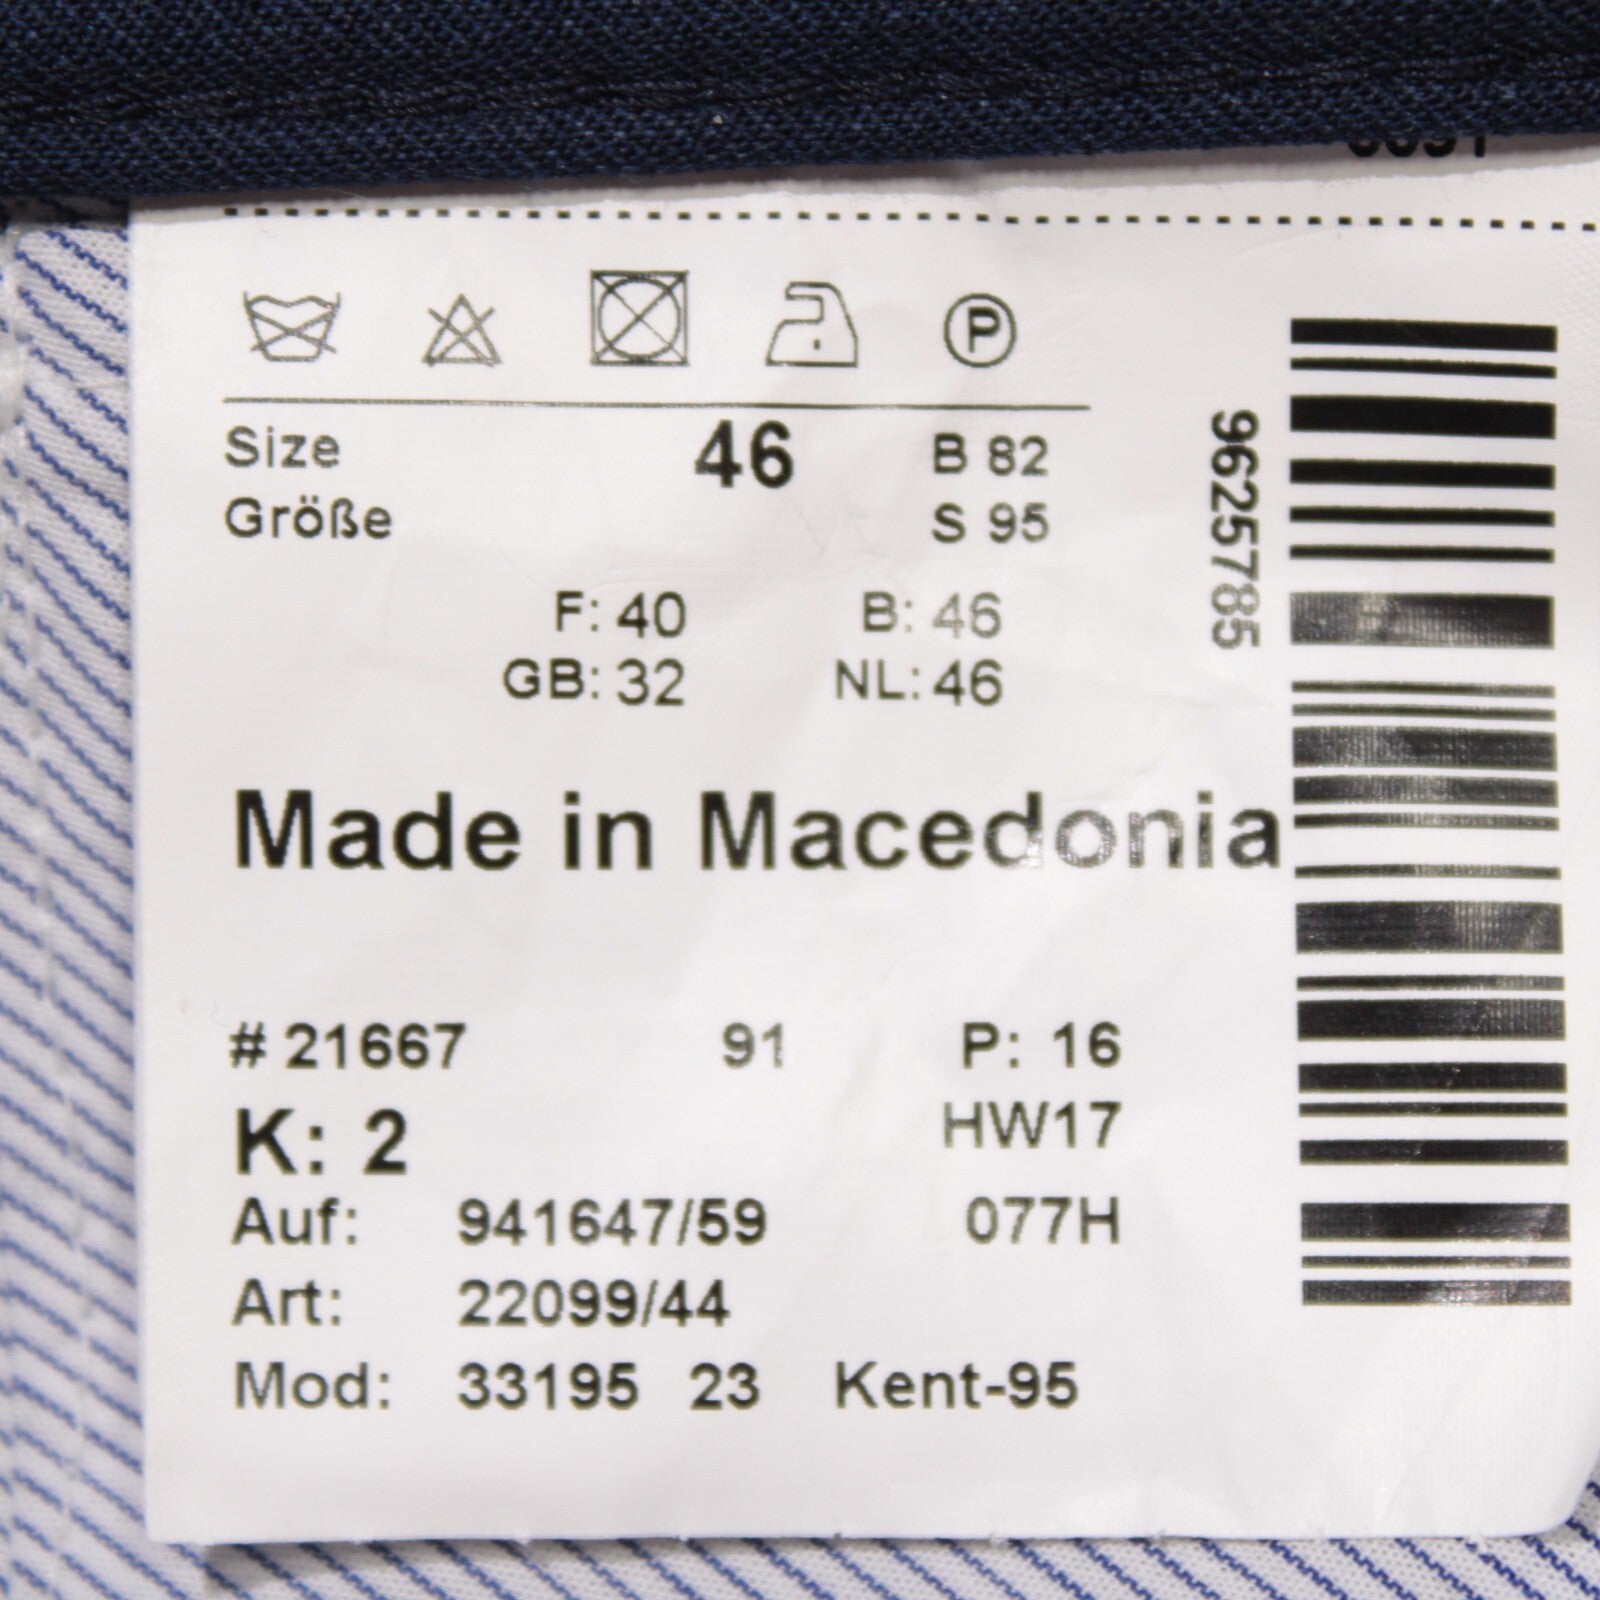 P
Size 46 B 82
Größe S 95
F: 40 B: 46
GB: 32 NL: 46
Made in Macedonia
# 21667 91 P: 16
K: 2 HW17
Auf: 941647/59 077H
Art: 22099/44
Mod: 33195 23 Kent-95
9625785